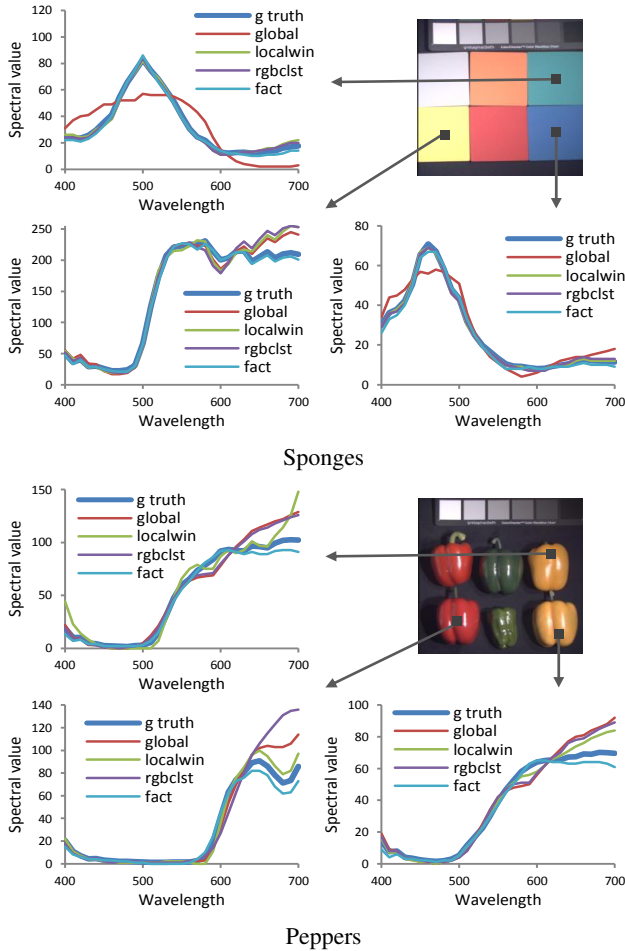 120
100
80
60
40
20
0
Spectral value
g truth
global
localwin
rgbclst
fact
400
500
600
700
Wavelength
250
200
150
100
50
0
Spectral value
g truth
global
localwin
rgbclst
fact
400
500
600
700
Wavelength
80
60
40
20
0
Spectral value
g truth
global
localwin
rgbclst
fact
400
500
600
700
Wavelength
Sponges
150
100
50
0
Spectral value
g truth
global
localwin
rgbclst
fact
400
500
600
700
Wavelength
140
120
100
80
60
40
20
0
Spectral value
g truth
global
localwin
rgbclst
fact
400
500
600
700
Wavelength
100
80
60
40
20
0
Spectral value
g truth
global
localwin
rgbclst
fact
400
500
600
700
Wavelength
Peppers